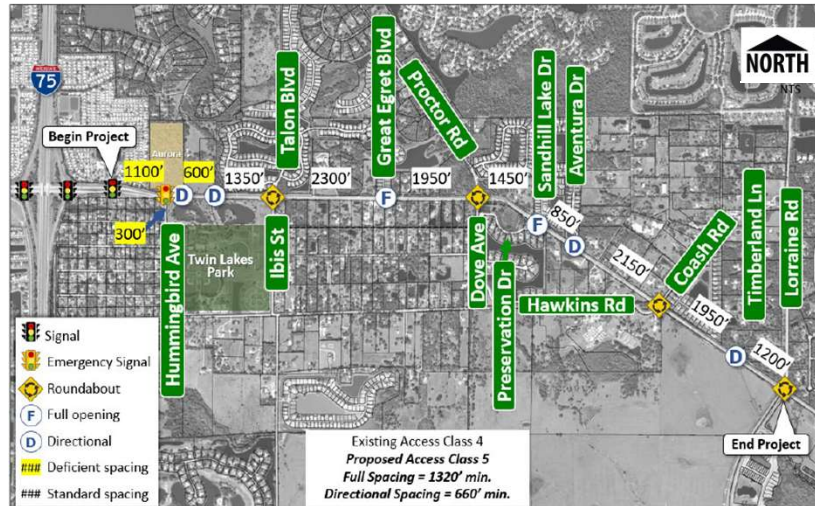 INTERSTATE
75
Begin Project
Aurora
1100'
600'
300'
1350'
2300'
1950'
1450'
850'
2150'
1950'
1200'
Talon Blvd
Great Egret Blvd
Proctor Rd
Sandhill Lake Dr
Aventura Dr
NORTH
NTS
Hummingbird Ave
Twin Lakes
Park
Ibis St
Dove Ave
Preservation Dr
Hawkins Rd
Coash Rd
Timberland Ln
Lorraine Rd
D
D
F
F
D
D
End Project
Signal
Emergency Signal
Roundabout
F Full opening
D Directional
### Deficient spacing
### Standard spacing
Existing Access Class 4
Proposed Access Class 5
Full Spacing = 1320' min.
Directional Spacing = 660' min.